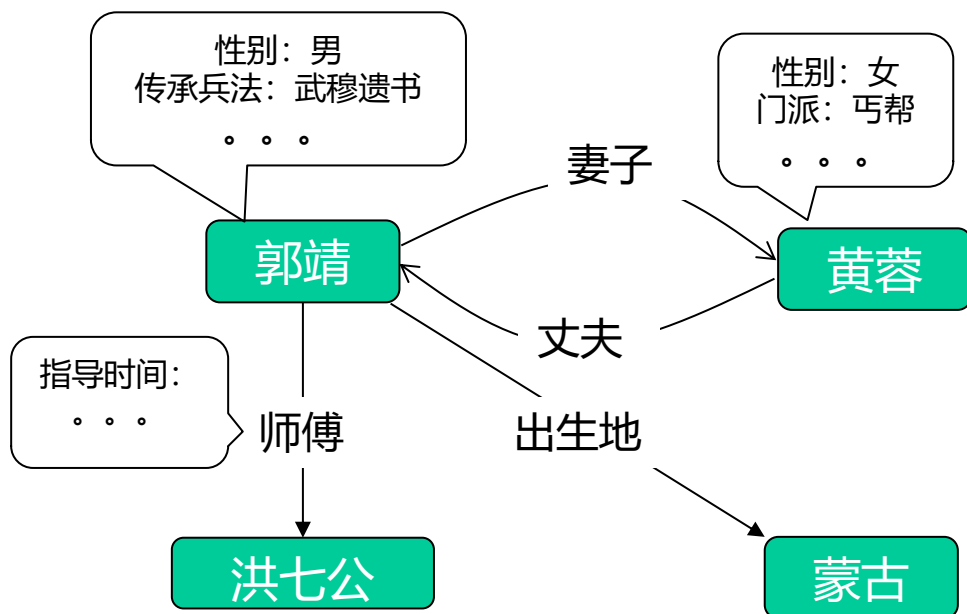 性别：男
传承兵法：武穆遗书
。。。
性别：女
门派：丐帮
。。。
妻子
郭靖
黄蓉
丈夫
指导时间：
。。。
师傅
出生地
洪七公
蒙古